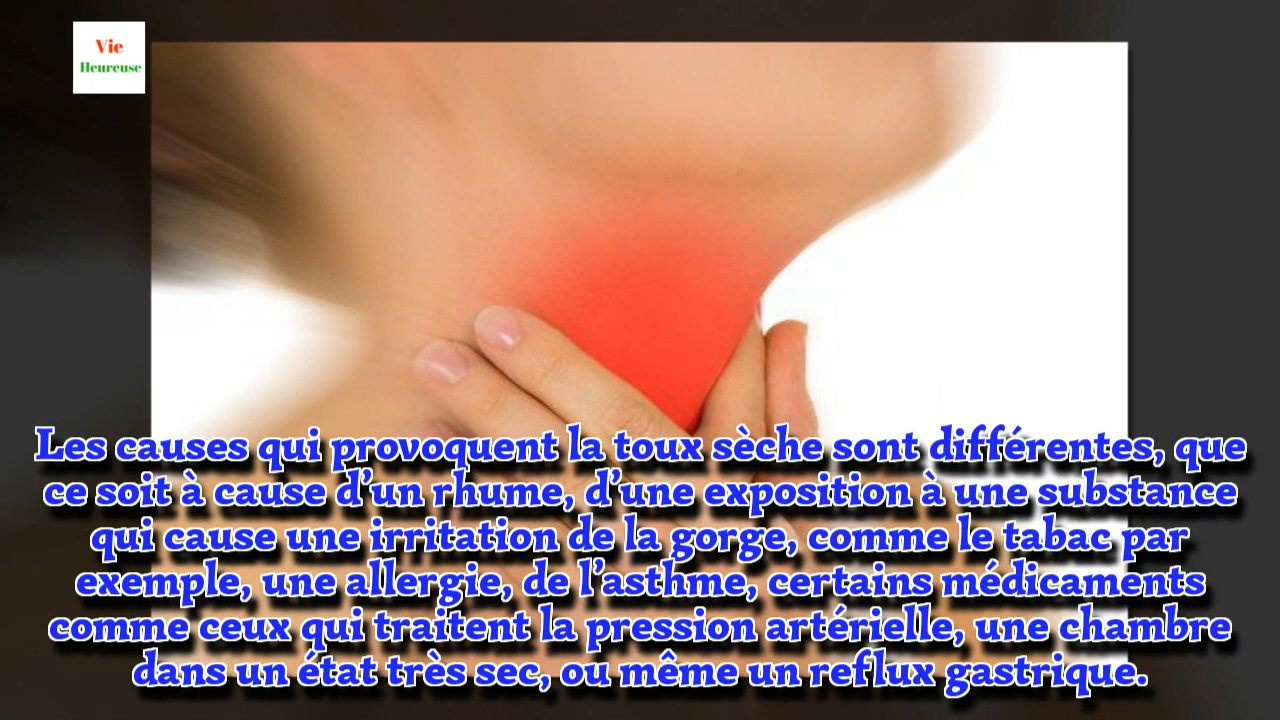 Vie
Heureuse
Les causes qui provoquent la toux sèche sont différentes, que
ce soit à cause d’un rhume, d’une exposition à une substance
qui cause une irritation de la gorge, comme le tabac par
exemple, une allergie, de l’asthme, certains médicaments
comme ceux qui traitent la pression artérielle, une chambre
dans un état très sec, ou même un reflux gastrique.